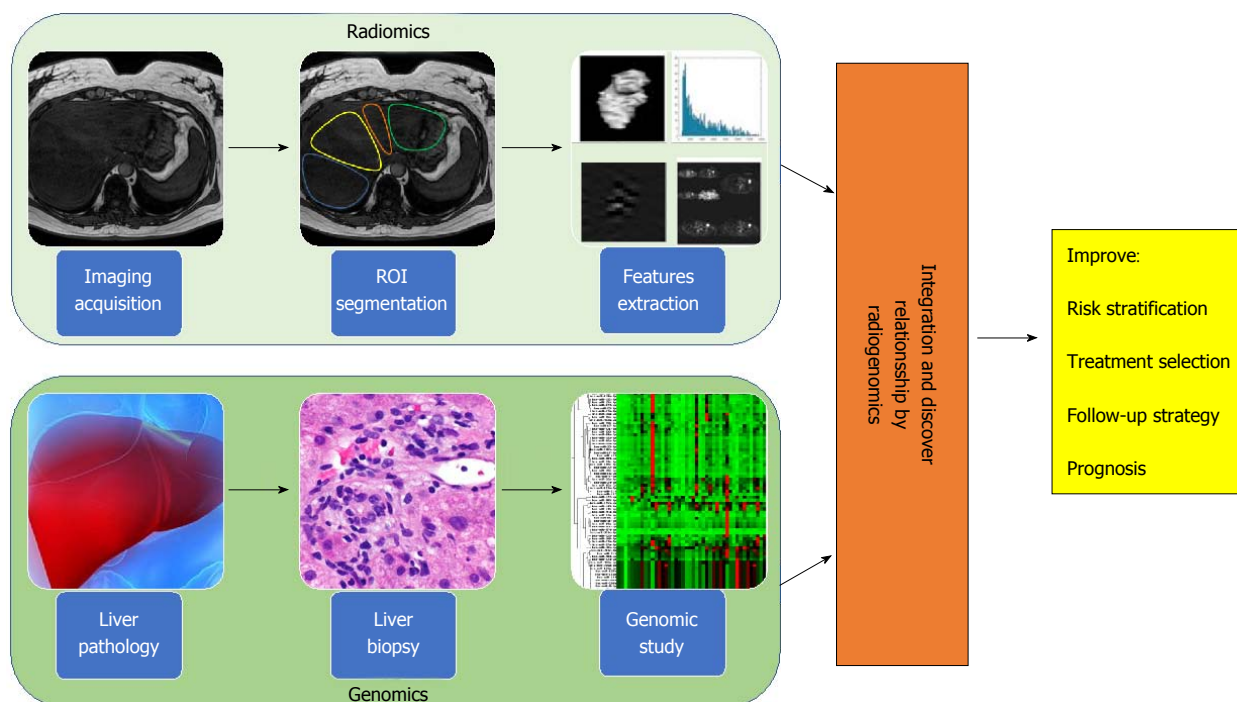 Radiomics
Imaging
acquisition
ROI
segmentation
Features
extraction
Liver
pathology
Liver
biopsy
Genomic
study
Genomics
Integration and discover
relationsship by
radiogenomics
Improve:
Risk stratification
Treatment selection
Follow-up strategy
Prognosis